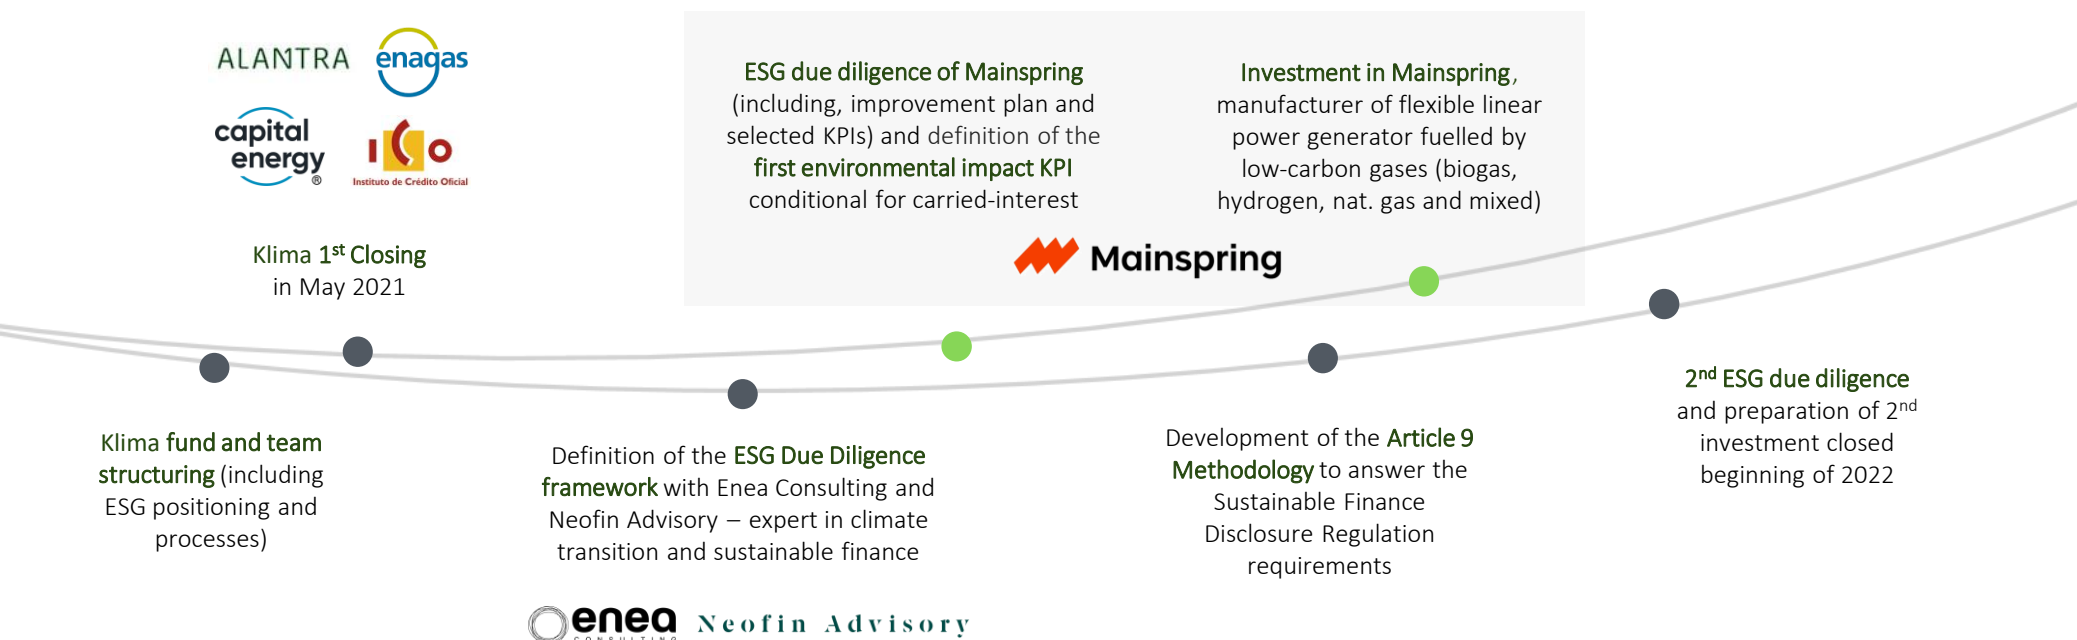 ALANTRA
enagas
capital
energy
®
ICO
Instituto de Crédito Oficial
Klima 1st Closing
in May 2021
ESG due diligence of Mainspring
(including, improvement plan and
selected KPIs) and definition of the
first environmental impact KPI
conditional for carried-interest
Investment in Mainspring,
manufacturer of flexible linear
power generator fuelled by
low-carbon gases (biogas,
hydrogen, nat. gas and mixed)
Mainspring
Klima fund and team
structuring (including
ESG positioning and
processes)
Definition of the ESG Due Diligence
framework with Enea Consulting and
Neofin Advisory – expert in climate
transition and sustainable finance
enea
CONSULTING
Neofin Advisory
Development of the Article 9
Methodology to answer the
Sustainable Finance
Disclosure Regulation
requirements
2nd ESG due diligence
and preparation of 2nd
investment closed
beginning of 2022